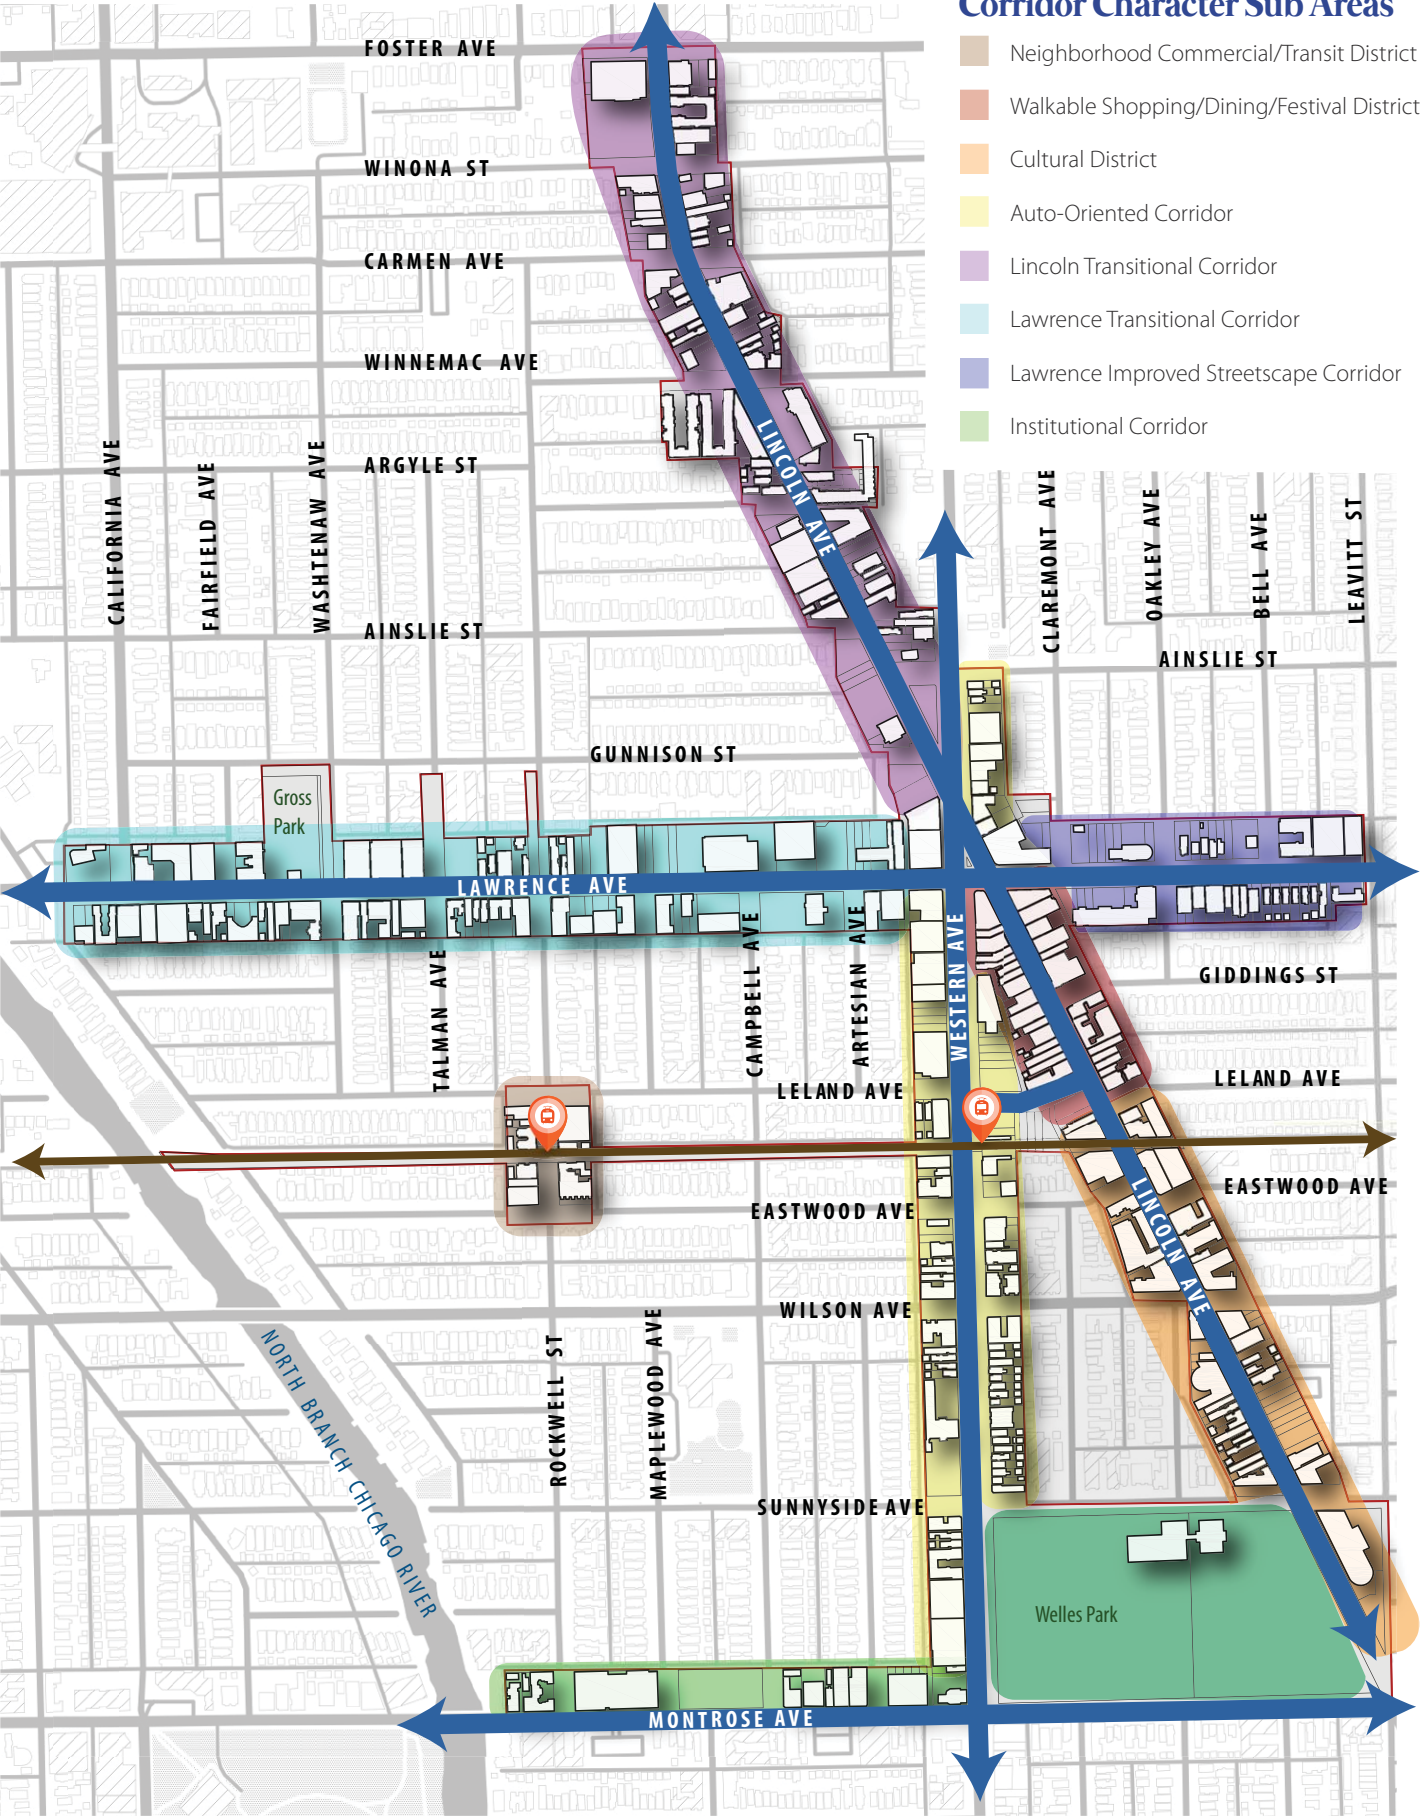 Corridor Character Sub Areas
Neighborhood Commercial/Transit District
Walkable Shopping/Dining/Festival District
Cultural District
Auto-Oriented Corridor
Lincoln Transitional Corridor
Lawrence Transitional Corridor
Lawrence Improved Streetscape Corridor
Institutional Corridor
FOSTER AVE
WINONA ST
CARMEN AVE
WINNEMAC AVE
ARGYLE ST
CALIFORNIA AVE
FAIRFIELD AVE
WASHTENAW AVE
LINCOLN AVE
CLAREMONT AVE
OAKLEY AVE
BELL AVE
LEAVITT ST
AINSLIE ST
AINSLIE ST
GUNNISON ST
Gross
Park
LAWRENCE AVE
TALMAN AVE
CAMPBELL AVE
ARTESIAN AVE
WESTERN AVE
GIDDINGS ST
LELAND AVE
LELAND AVE
EASTWOOD AVE
EASTWOOD AVE
LINCOLN AVE
WILSON AVE
NORTH BRANCH CHICAGO RIVER
ROCKWELL ST
MAPLEWOOD AVE
SUNNYSIDE AVE
Welles Park
MONTROSE AVE